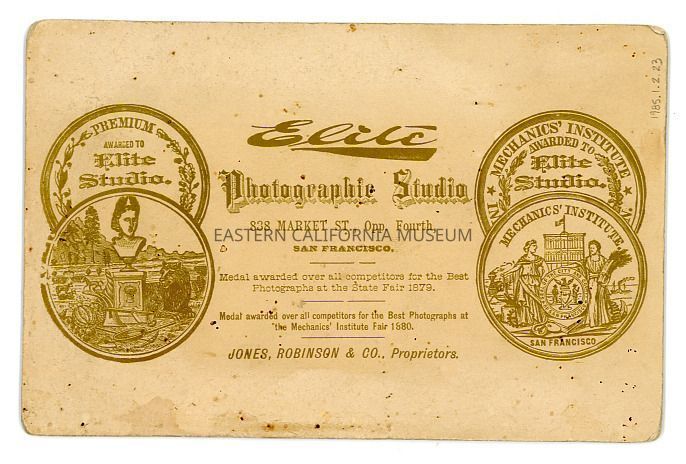 1985.1.2.23
PREMIUM
AWARDED TO
Elite
Studio.
Elite
Photographic Studio
838 MARKET ST., Opp. Fourth,
EASTERN CALIFORNIA MUSEUM
SAN FRANCISCO.
Medal awarded over all competitors for the Best
Photographs at the State Fair 1879.
Medal awarded over all competitors for the Best Photographs at
the Mechanics' Institute Fair 1880.
JONES, ROBINSON & CO., Proprietors.
MECHANICS' INSTITUTE
AWARDED TO
Elite
Studio.
MECHANICS' INSTITUTE,
SAN FRANCISCO